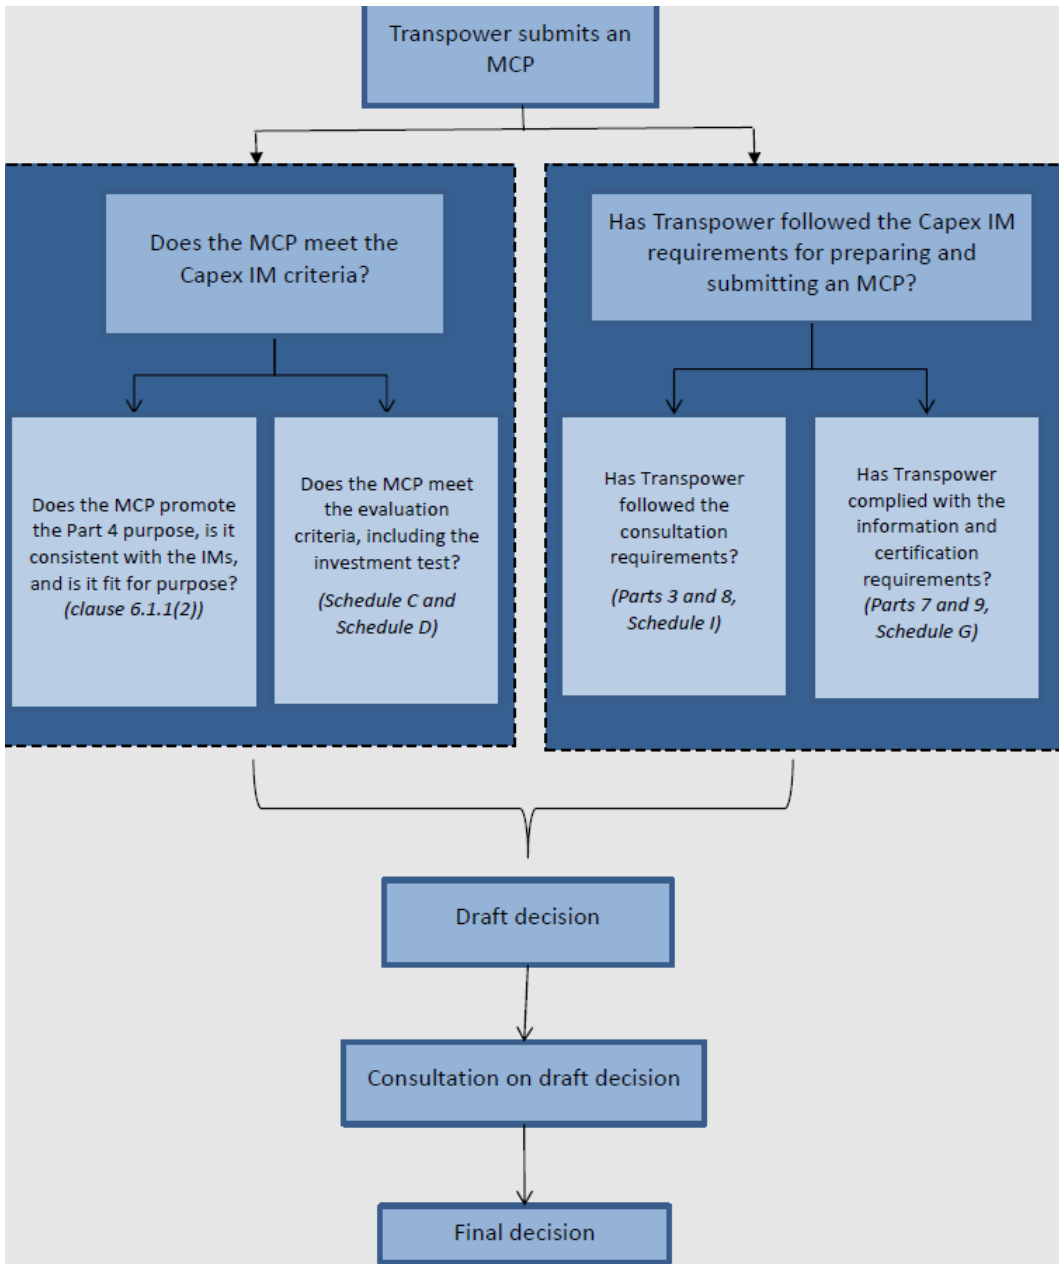 Transpower submits an
MCP
Does the MCP meet the
Capex IM criteria?
Has Transpower followed the Capex IM
requirements for preparing and
submitting an MCP?
Does the MCP promote
the Part 4 purpose, is it
consistent with the IMs,
and is it fit for purpose?
(clause 6.1.1(2))
Does the MCP meet
the evaluation
criteria, including the
investment test?
(Schedule C and
Schedule D)
Has Transpower
followed the
consultation
requirements?
(Parts 3 and 8,
Schedule I)
Has Transpower
complied with the
information and
certification
requirements?
(Parts 7 and 9,
Schedule G)
Draft decision
Consultation on draft decision
Final decision